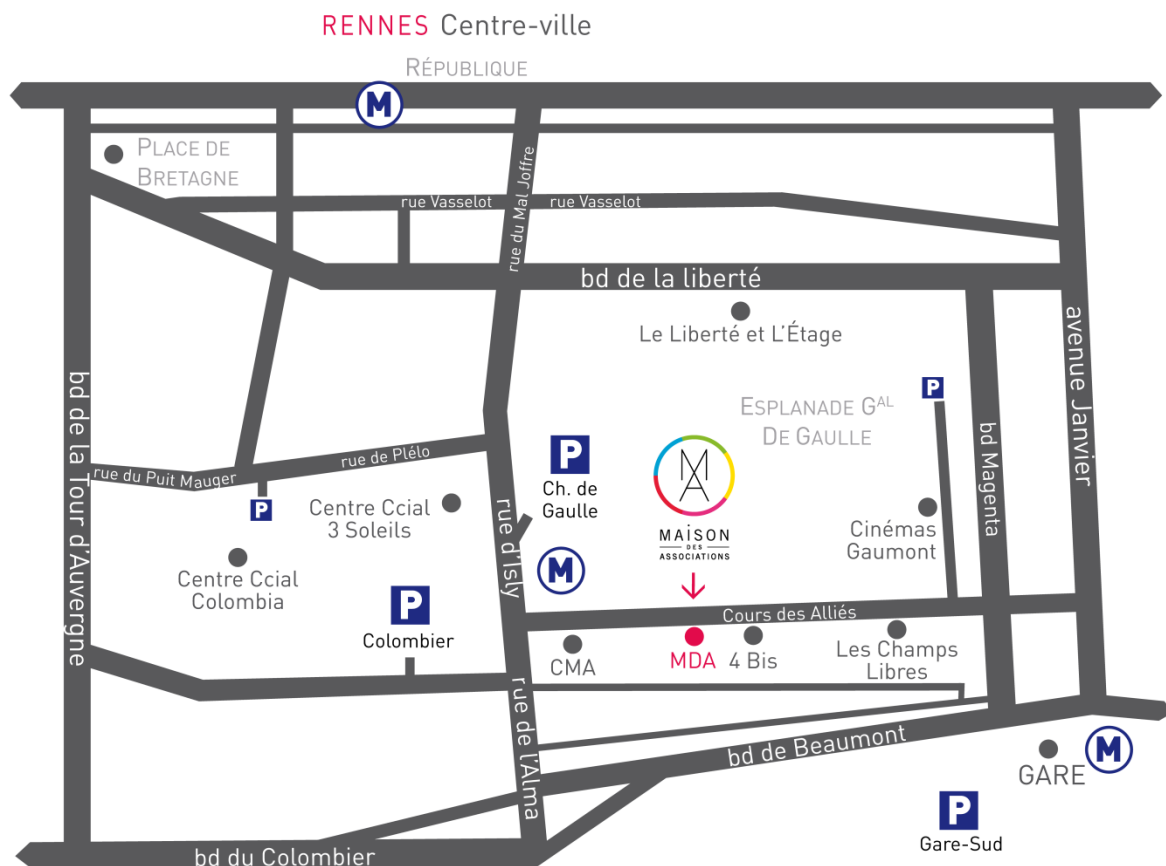 RENNES Centre-ville
RÉPUBLIQUE
M
PLACE DE
BRETAGNE
rue Vasselot
rue du Mal Joffre
rue Vasselot
bd de la liberté
Le Liberté et L'Étage
avenue Janvier
bd de la Tour d'Auvergne
P
ESPLANADE GAL
DE GAULLE
bd Magenta
rue du Puit Mauger
rue de Plélo
P
Ch. de
Gaulle
MA
MAiSON
DES
ASSOCIATIONS
P
Centre Ccial
3 Soleils
rue d'Isly
Cinémas
Gaumont
M
Centre Ccial
Colombia
P
Colombier
Cours des Alliés
CMA
MDA
4 Bis
Les Champs
Libres
rue de l'Alma
bd de Beaumont
M
GARE
P
Gare-Sud
bd du Colombier